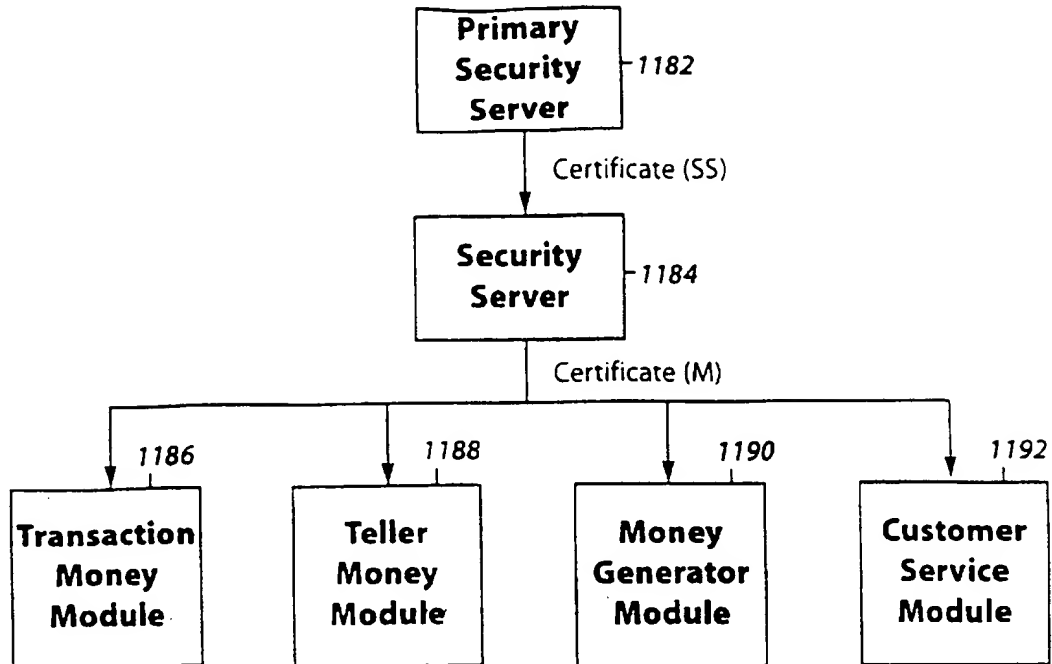 Primary
Security
Server
1182
Certificate (SS)
Security
Server
1184
Certificate (M)
1186
1188
1190
1192
Transaction
Money
Module
Teller
Money
Module
Money
Generator
Module
Customer
Service
Module